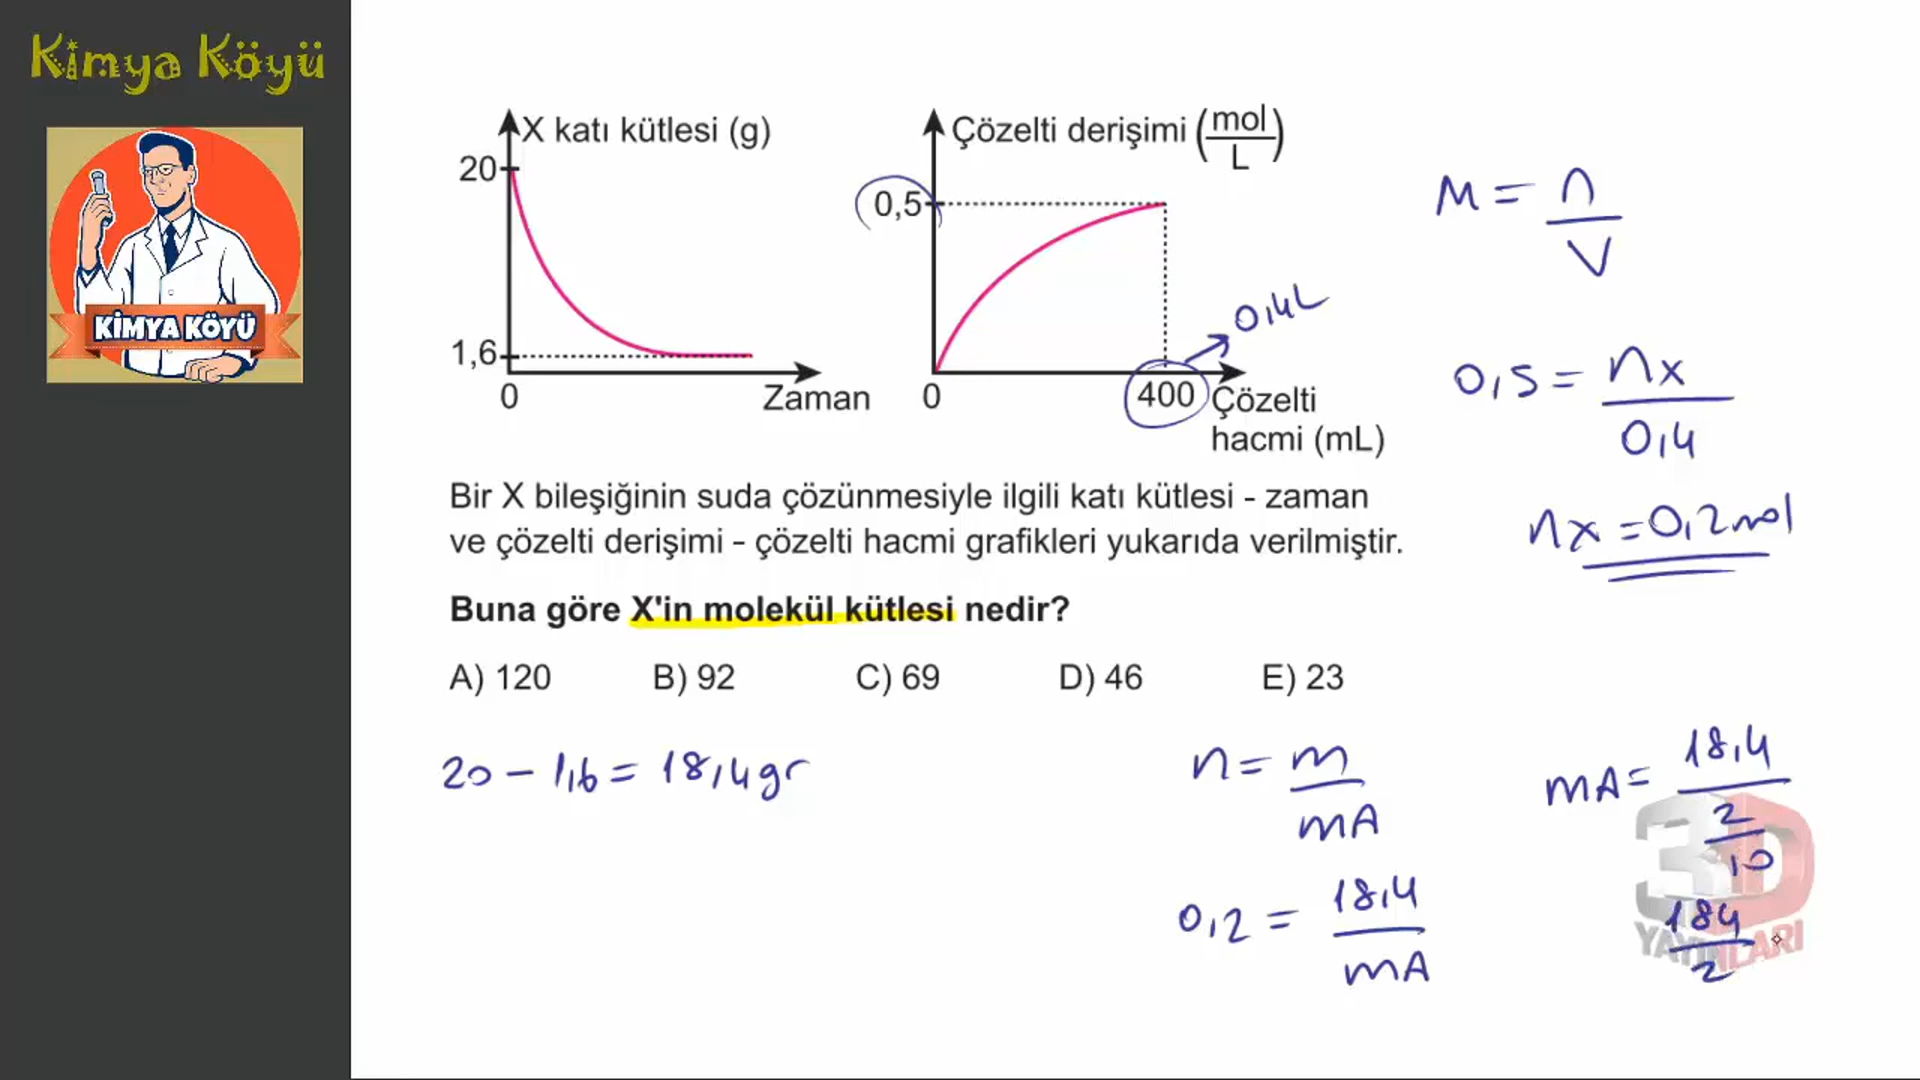 Kimya Köyü
KİMYA KÖYÜ
X katı kütlesi (g)
20
1,6
0
Zaman
Çözelti derişimi (mol/L)
0,5
0
400
Çözelti
hacmi (mL)
0,4L
M = n/V
0,5 = nx/0,4
nx = 0,2 mol
Bir X bileşiğinin suda çözünmesiyle ilgili katı kütlesi - zaman
ve çözelti derişimi - çözelti hacmi grafikleri yukarıda verilmiştir.
Buna göre X'in molekül kütlesi nedir?
A) 120 B) 92 C) 69 D) 46 E) 23
20 - 1,6 = 18,4 gr
n = m/mA
0,2 = 18,4/mA
mA = 18,4/(2/10)
184/2
3D
YAYINLARI